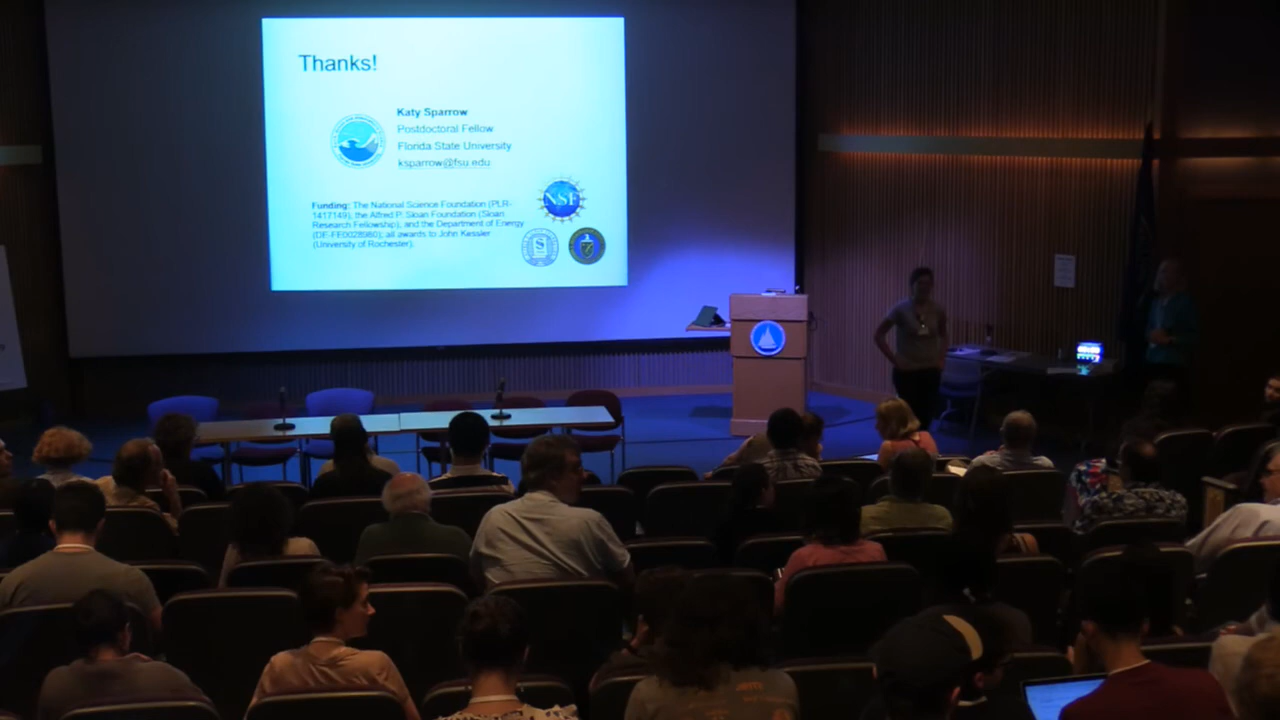 Thanks!
Katy Sparrow
Postdoctoral Fellow
Florida State University
ksparrow@fsu.edu
Funding: The National Science Foundation (PLR-
1417149), the Alfred P. Sloan Foundation (Sloan
Research Fellowship), and the Department of Energy
(DE-FE0028980); all awards to John Kessler
(University of Rochester).
NSF